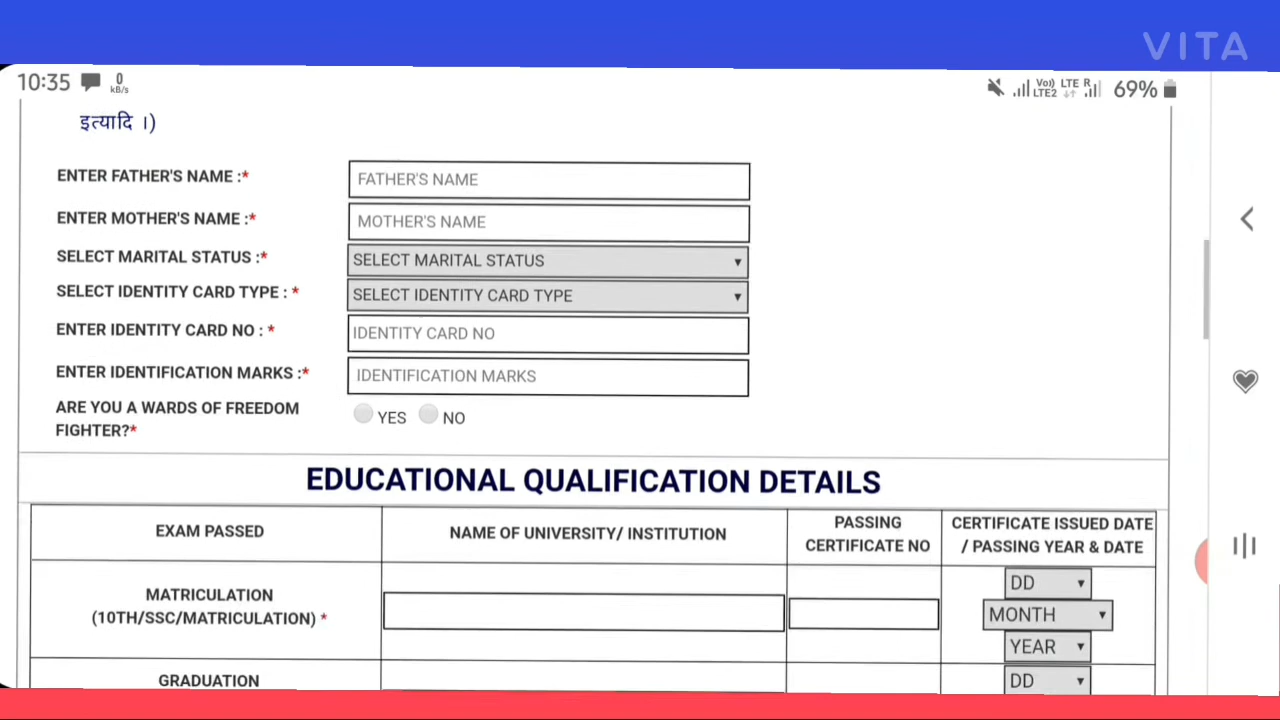 VITA
10:35 0 kB/s Vo) LTE2 LTE R 69%
इत्यादि ।)
ENTER FATHER'S NAME :* FATHER'S NAME
ENTER MOTHER'S NAME :* MOTHER'S NAME
SELECT MARITAL STATUS :* SELECT MARITAL STATUS
SELECT IDENTITY CARD TYPE : * SELECT IDENTITY CARD TYPE
ENTER IDENTITY CARD NO : * IDENTITY CARD NO
ENTER IDENTIFICATION MARKS :* IDENTIFICATION MARKS
ARE YOU A WARDS OF FREEDOM
FIGHTER?* YES NO
EDUCATIONAL QUALIFICATION DETAILS
EXAM PASSED
NAME OF UNIVERSITY/ INSTITUTION
PASSING
CERTIFICATE NO
CERTIFICATE ISSUED DATE
/ PASSING YEAR & DATE
MATRICULATION
(10TH/SSC/MATRICULATION) *
DD
MONTH
YEAR
GRADUATION
DD